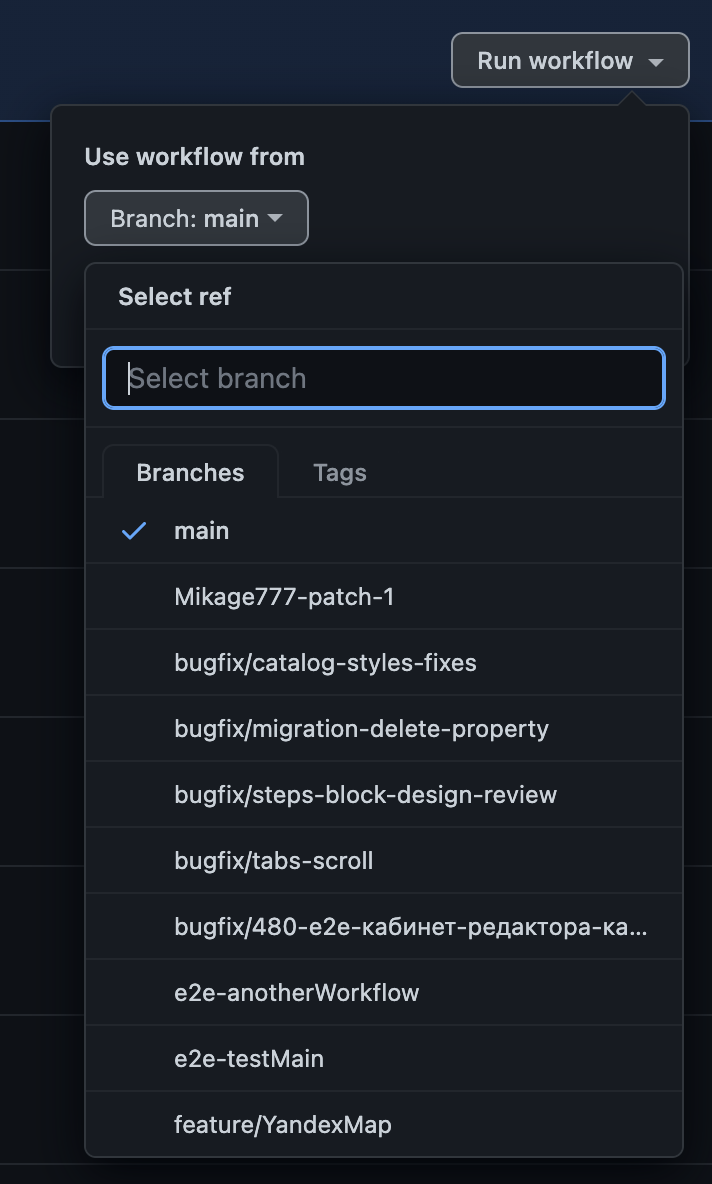 Run workflow
Use workflow from
Branch: main
Select ref
Select branch
Branches Tags
main
Mikage777-patch-1
bugfix/catalog-styles-fixes
bugfix/migration-delete-property
bugfix/steps-block-design-review
bugfix/tabs-scroll
bugfix/480-e2e-кабинет-редактора-ка...
e2e-anotherWorkflow
e2e-testMain
feature/YandexMap